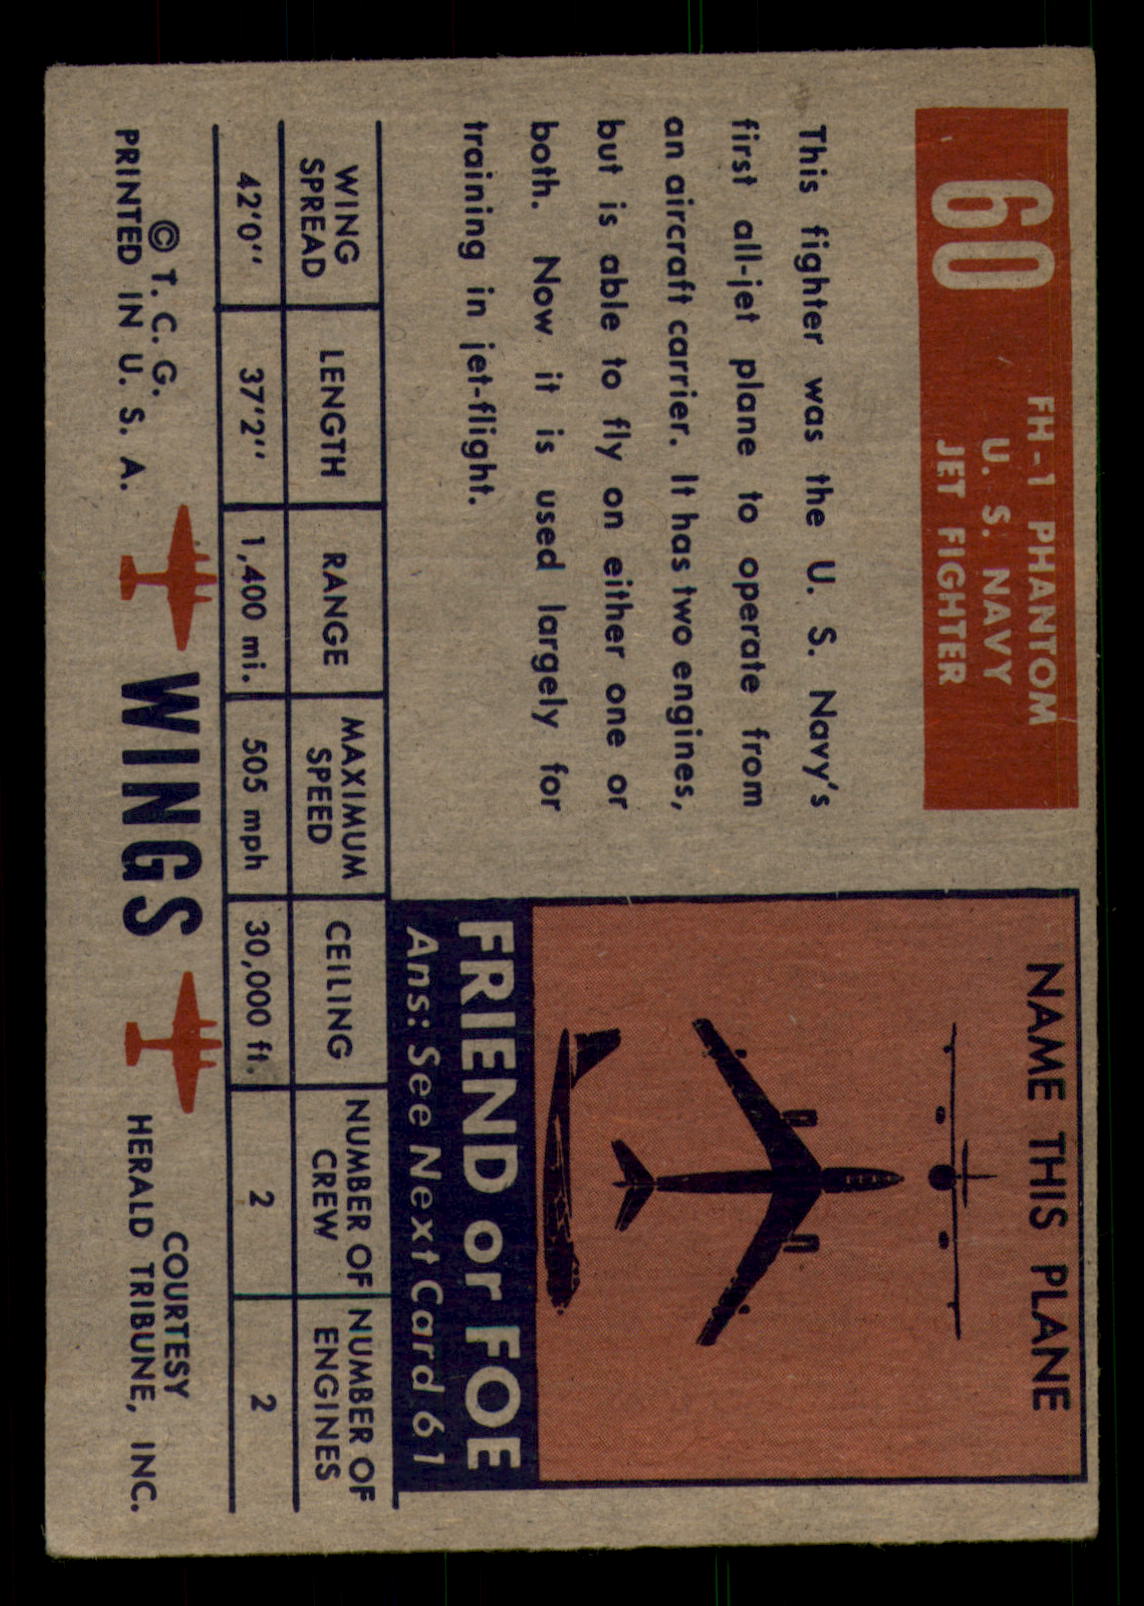 60
FH-1 PHANTOM
U. S. NAVY
JET FIGHTER
This fighter was the U. S. Navy's
first all-jet plane to operate from
an aircraft carrier. It has two engines,
but is able to fly on either one or
both. Now it is used largely for
training in jet-flight.
NAME THIS PLANE
FRIEND or FOE
Ans: See Next Card 61
WING SPREAD LENGTH RANGE MAXIMUM SPEED CEILING NUMBER OF CREW NUMBER OF ENGINES
42'0'' 37'2'' 1,400 mi. 505 mph 30,000 ft. 2 2
© T. C. G.
PRINTED IN U. S. A.
WINGS
COURTESY
HERALD TRIBUNE, INC.